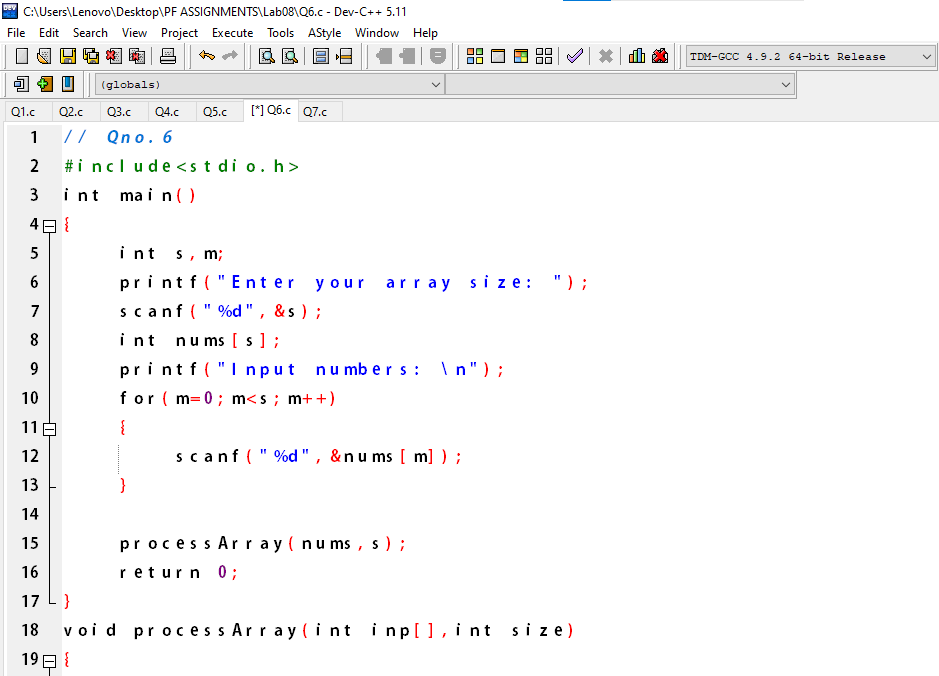 C:\Users\Lenovo\Desktop\PF ASSIGNMENTS\Lab08\Q6.c - Dev-C++ 5.11
File Edit Search View Project Execute Tools AStyle Window Help
TDM-GCC 4.9.2 64-bit Release
(globals)
Q1.c Q2.c Q3.c Q4.c Q5.c [*] Q6.c Q7.c
1 // Qno.6
2 #include<stdio.h>
3 int main()
4 {
5 int s,m;
6 printf("Enter your array size: ");
7 scanf("%d",&s);
8 int nums[s];
9 printf("Input numbers: \n");
10 for(m=0;m<s;m++)
11 {
12 scanf("%d",&nums[m]);
13 }
14
15 processArray(nums,s);
16 return 0;
17 }
18 void processArray(int inp[],int size)
19 {